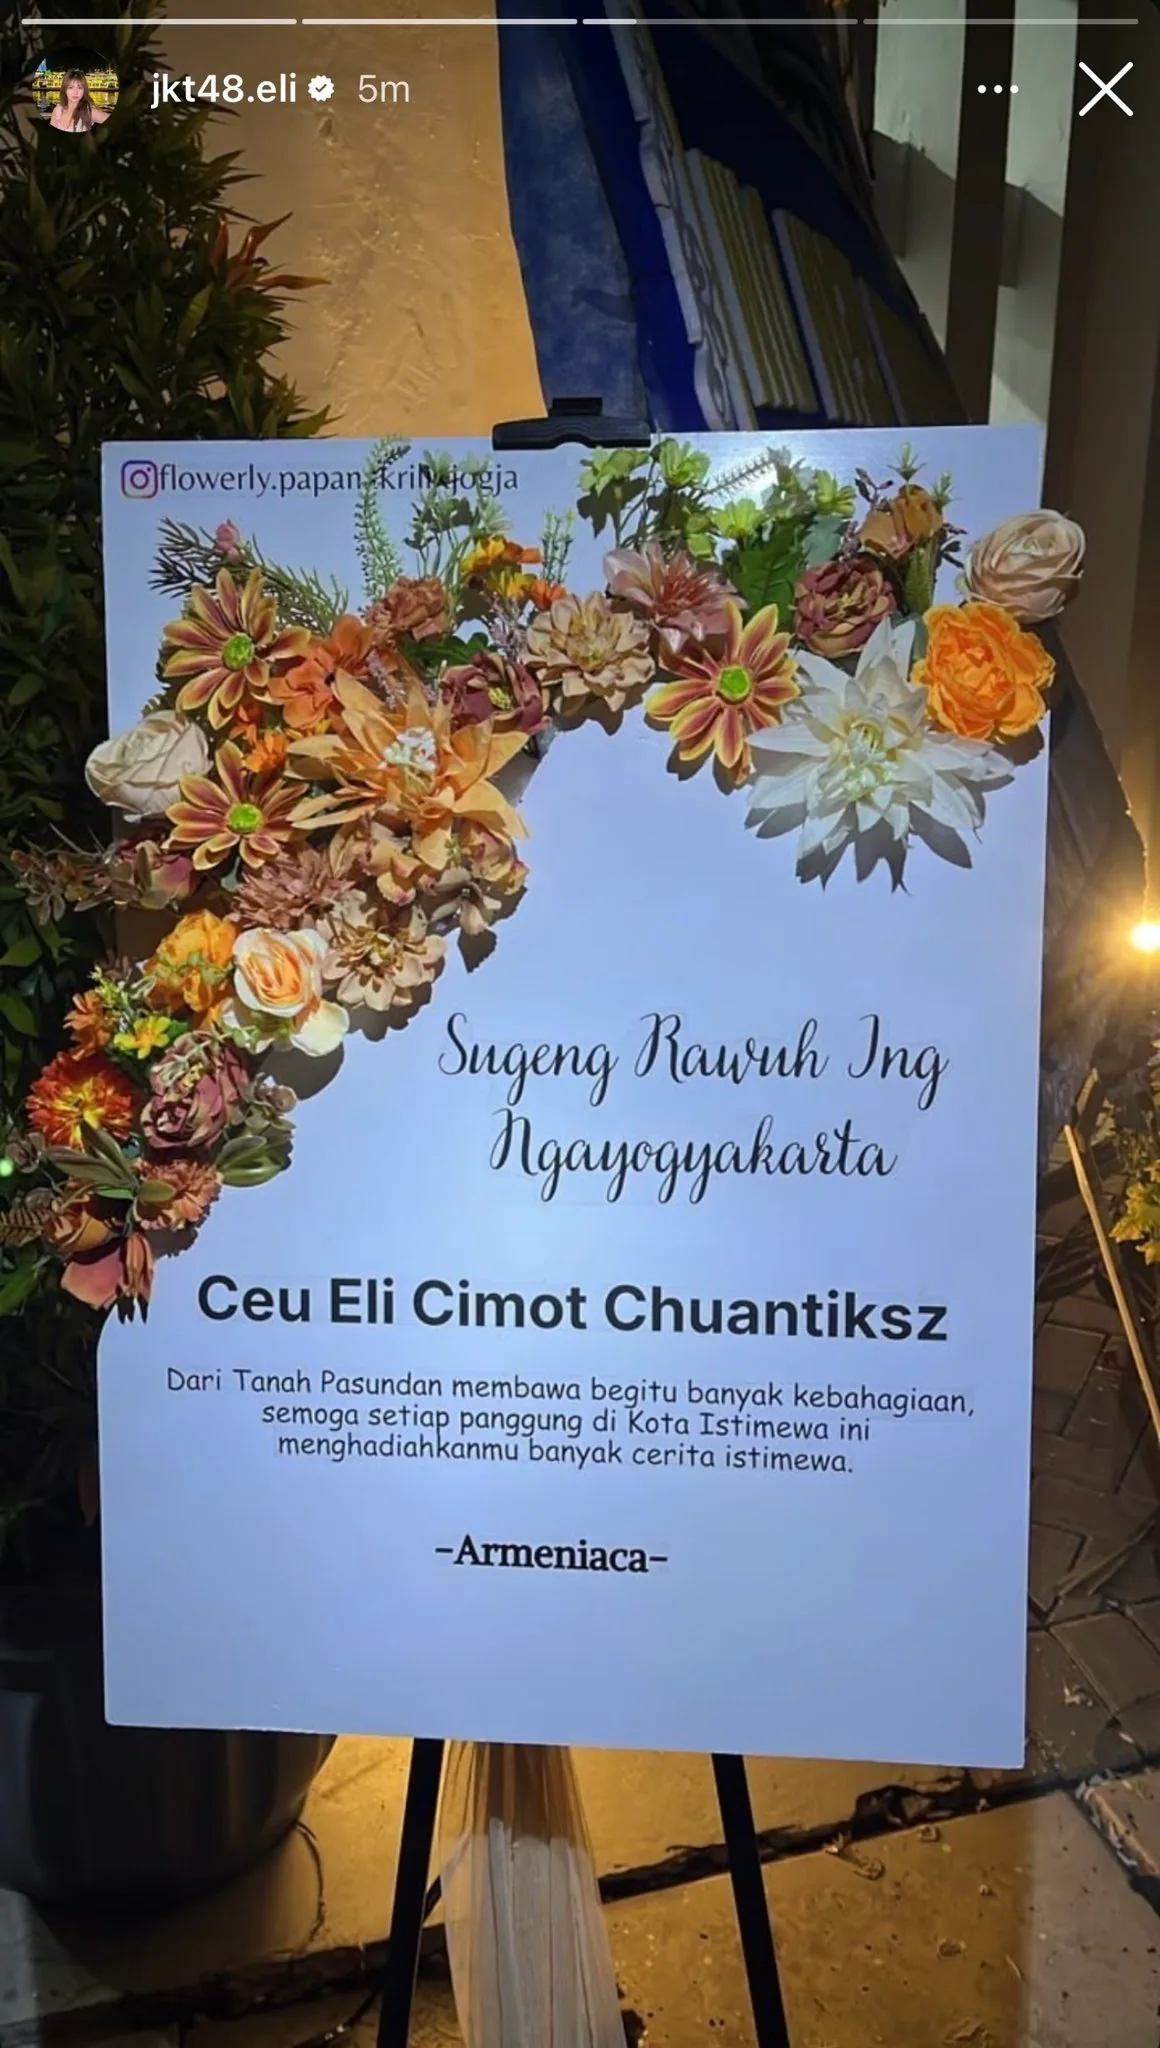 jkt48.eli 5m
flowerly.papan
jogja
Sugeng Rawuh Ing
Ngayogyakarta
Ceu Eli Cimot Chuantiksz
Dari Tanah Pasundan membawa begitu banyak kebahagiaan,
semoga setiap panggung di Kota Istimewa ini
menghadiahkanmu banyak cerita istimewa.
-Armeniaca-